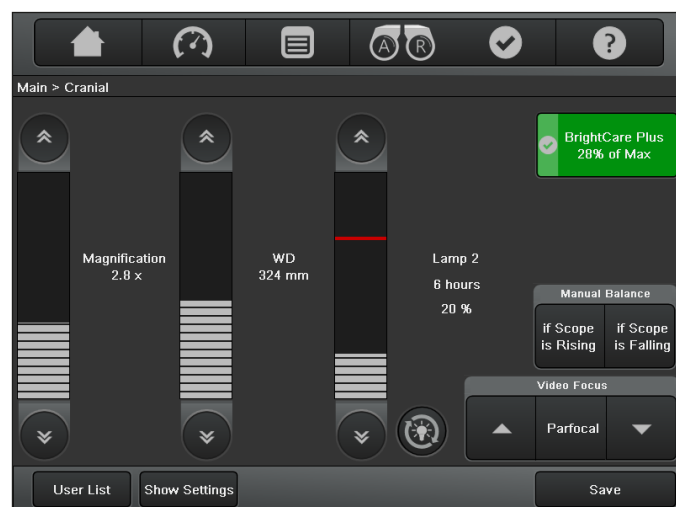 A R ?
Main > Cranial
BrightCare Plus
28% of Max
Magnification
2.8 x
WD
324 mm
Lamp 2
6 hours
20 %
Manual Balance
if Scope
is Rising
if Scope
is Falling
Video Focus
Parfocal
User List
Show Settings
Save